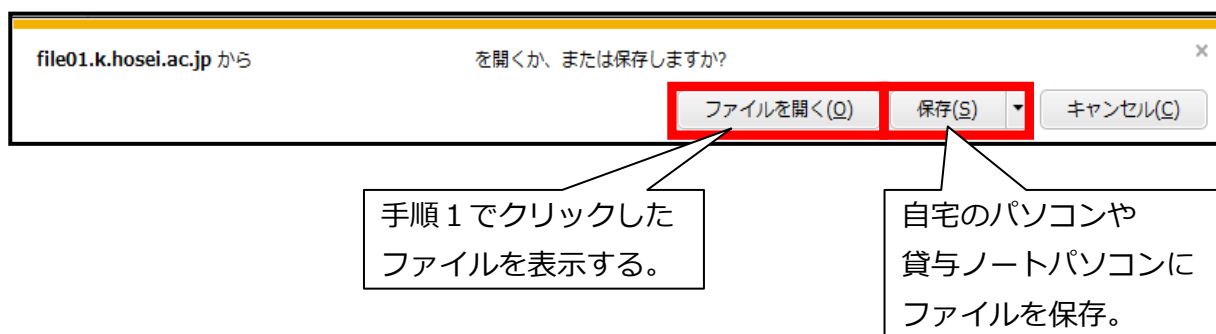 file01.k.hosei.ac.jp から を開くか、または保存しますか? ×
ファイルを開く(O) 保存(S) ▼ キャンセル(C)
手順１でクリックした
ファイルを表示する。
自宅のパソコンや
貸与ノートパソコンに
ファイルを保存。